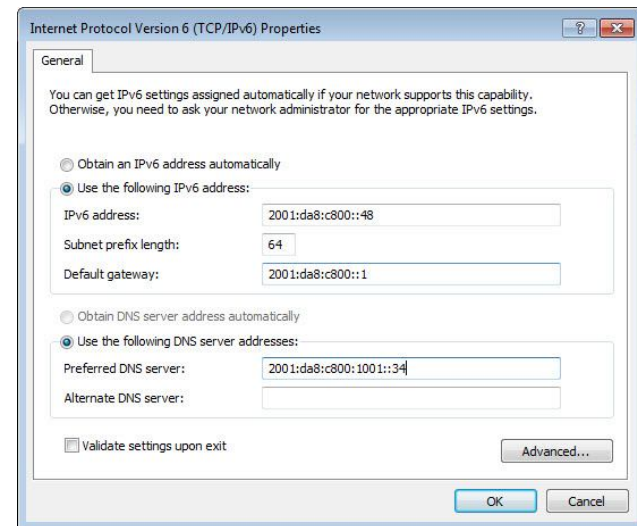 Internet Protocol Version 6 (TCP/IPv6) Properties
General
You can get IPv6 settings assigned automatically if your network supports this capability.
Otherwise, you need to ask your network administrator for the appropriate IPv6 settings.
Obtain an IPv6 address automatically
Use the following IPv6 address:
IPv6 address: 2001:da8:c800::48
Subnet prefix length: 64
Default gateway: 2001:da8:c800::1
Obtain DNS server address automatically
Use the following DNS server addresses:
Preferred DNS server: 2001:da8:c800:1001::34
Alternate DNS server:
Validate settings upon exit
Advanced...
OK Cancel